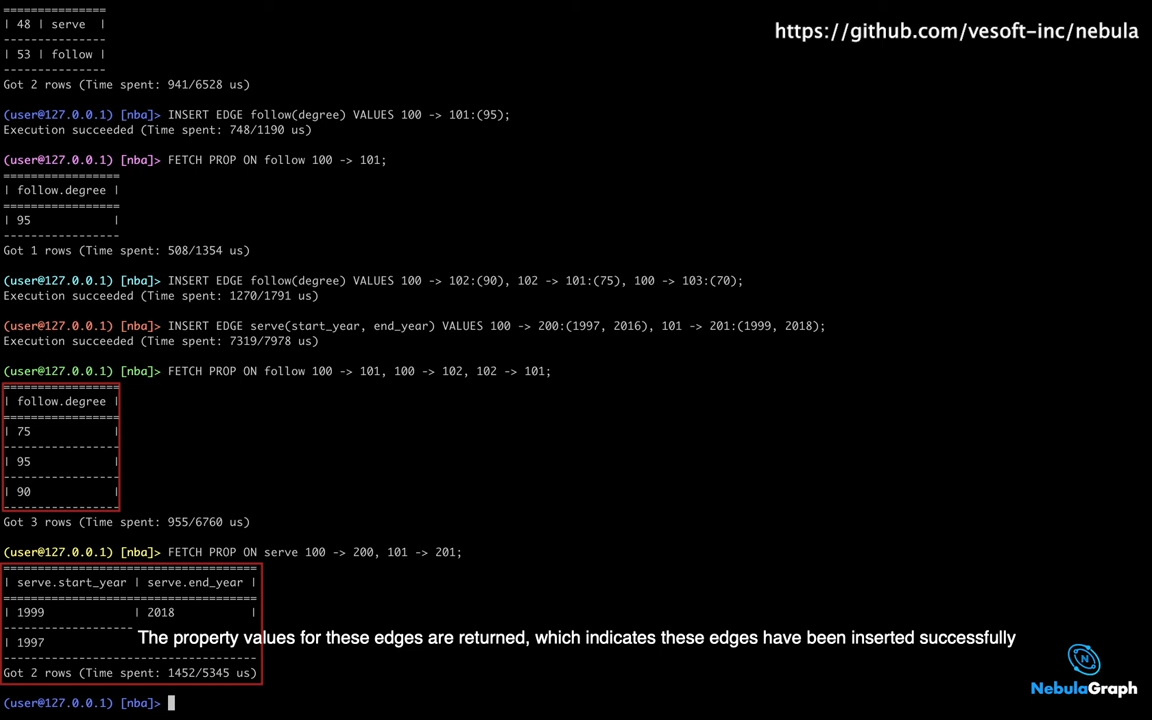 ===============
| 48 | serve  |
---------------
| 53 | follow |
---------------
Got 2 rows (Time spent: 941/6528 us)
https://github.com/vesoft-inc/nebula
(user@127.0.0.1) [nba]> INSERT EDGE follow(degree) VALUES 100 -> 101:(95);
Execution succeeded (Time spent: 748/1190 us)
(user@127.0.0.1) [nba]> FETCH PROP ON follow 100 -> 101;
=================
| follow.degree |
=================
| 95            |
-----------------
Got 1 rows (Time spent: 508/1354 us)
(user@127.0.0.1) [nba]> INSERT EDGE follow(degree) VALUES 100 -> 102:(90), 102 -> 101:(75), 100 -> 103:(70);
Execution succeeded (Time spent: 1270/1791 us)
(user@127.0.0.1) [nba]> INSERT EDGE serve(start_year, end_year) VALUES 100 -> 200:(1997, 2016), 101 -> 201:(1999, 2018);
Execution succeeded (Time spent: 7319/7978 us)
(user@127.0.0.1) [nba]> FETCH PROP ON follow 100 -> 101, 100 -> 102, 102 -> 101;
=================
| follow.degree |
=================
| 75            |
-----------------
| 95            |
-----------------
| 90            |
-----------------
Got 3 rows (Time spent: 955/6760 us)
(user@127.0.0.1) [nba]> FETCH PROP ON serve 100 -> 200, 101 -> 201;
=====================================
| serve.start_year | serve.end_year |
=====================================
| 1999             | 2018           |
-------------------------------------
| 1997
The property values for these edges are returned, which indicates these edges have been inserted successfully
-------------------------------------
Got 2 rows (Time spent: 1452/5345 us)
(user@127.0.0.1) [nba]>
N
NebulaGraph